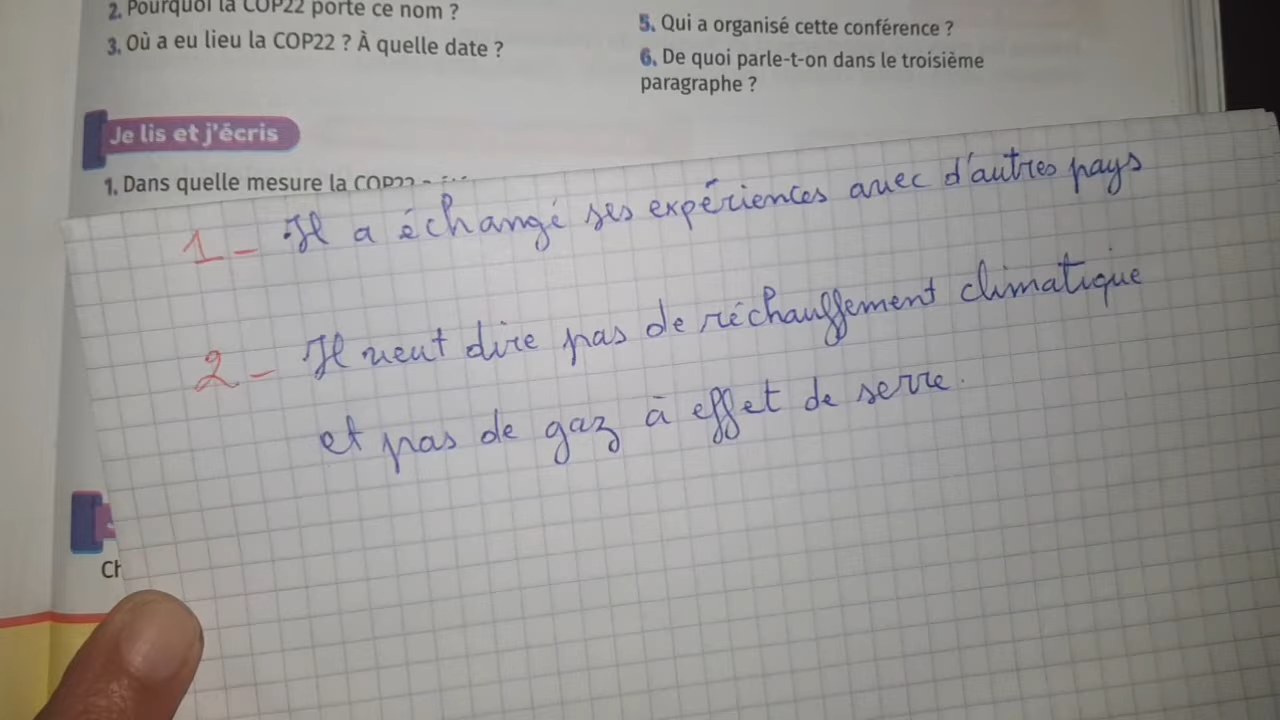 2. Pourquoi la COP22 porte ce nom ?
3. Où a eu lieu la COP22 ? À quelle date ?
5. Qui a organisé cette conférence ?
6. De quoi parle-t-on dans le troisième
paragraphe ?
Je lis et j'écris
1. Dans quelle mesure la COP22
1 - Il a échangé ses expériences avec d'autres pays
2 - Il veut dire pas de réchauffement climatique
et pas de gaz à effet de serre.